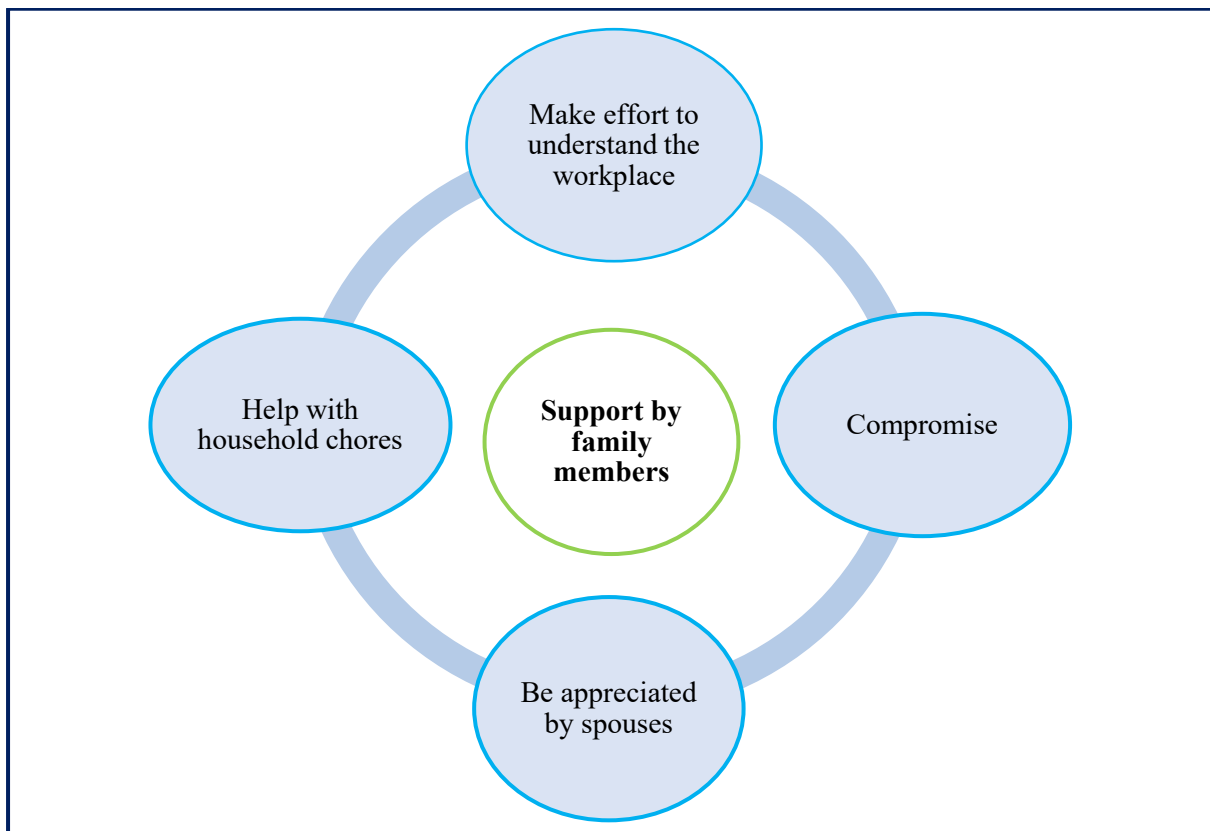 Make effort to
understand the
workplace
Help with
household chores
Support by
family
members
Compromise
Be appreciated
by spouses